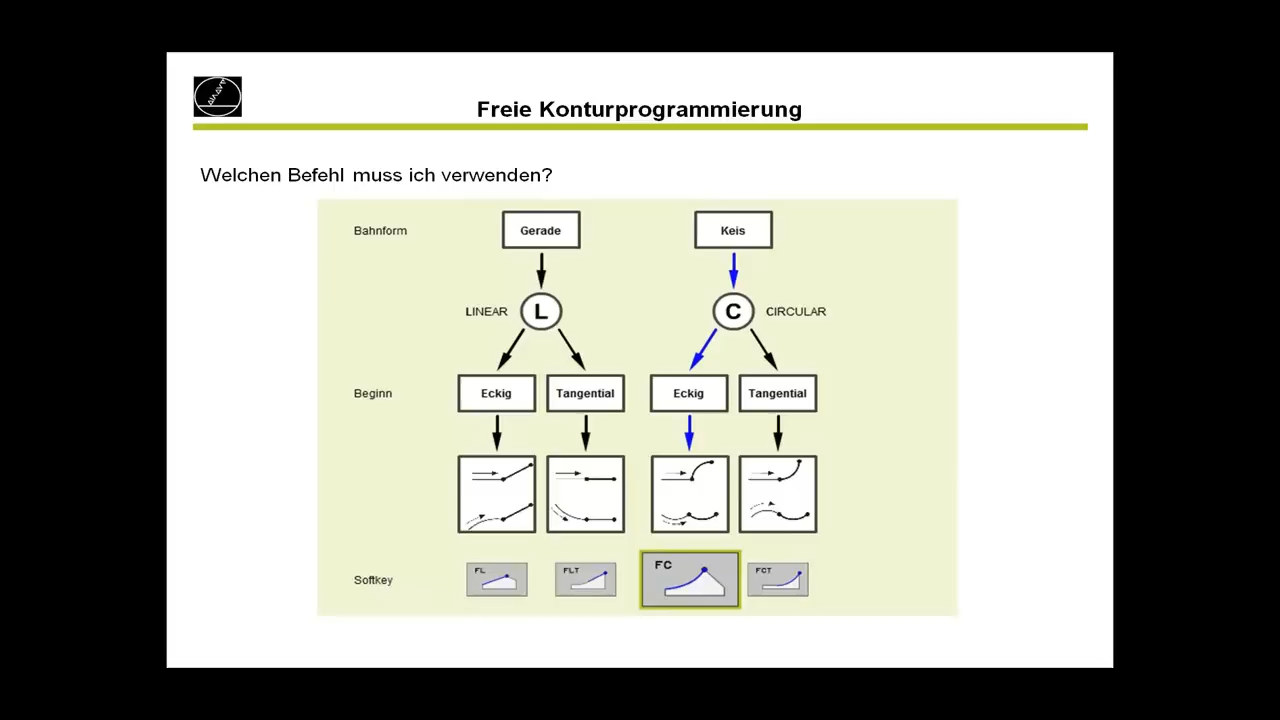 Freie Konturprogrammierung
Welchen Befehl muss ich verwenden?
Bahnform
Gerade
Keis
LINEAR
L
C
CIRCULAR
Beginn
Eckig
Tangential
Eckig
Tangential
Softkey
FL
FLT
FC
FCT